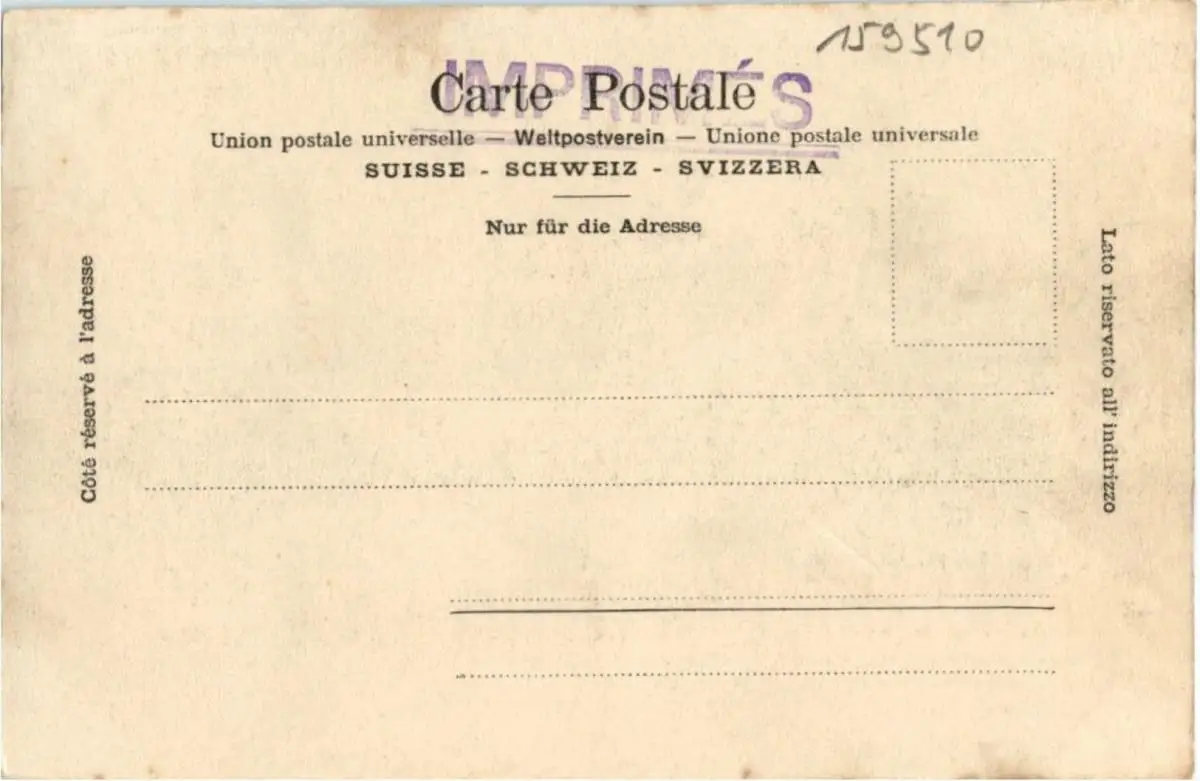 159510
IMPRIMÉS
Carte Postale
Union postale universelle — Weltpostverein — Unione postale universale
SUISSE - SCHWEIZ - SVIZZERA
Nur für die Adresse
Côté réservé à l'adresse
Lato riservato all' indirizzo